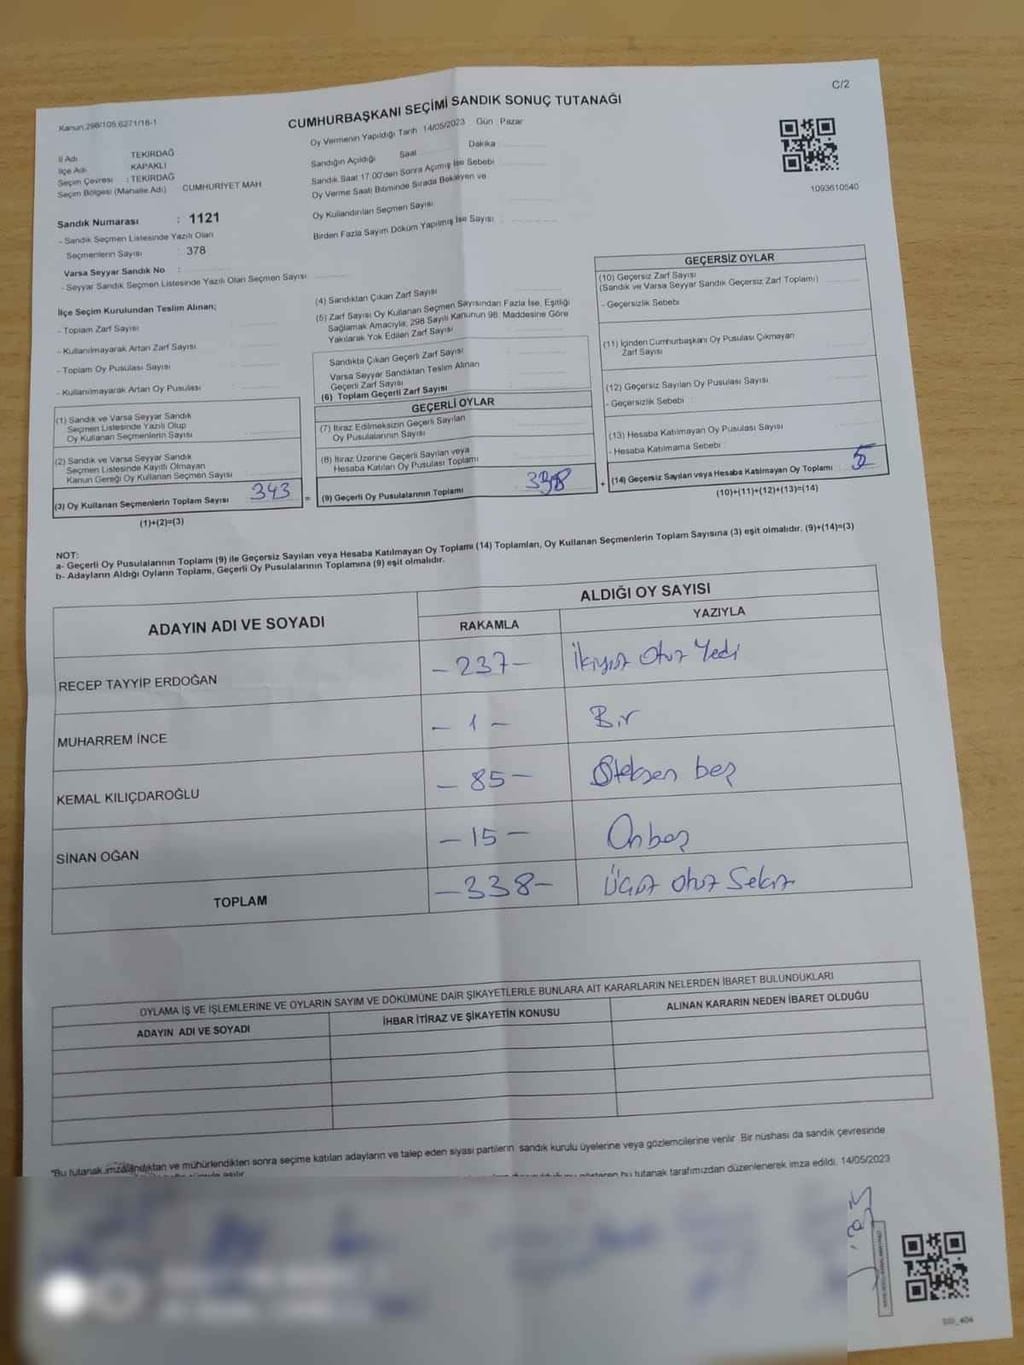 C/2
Kanun:298/105,6271/18-1
CUMHURBAŞKANI SEÇİMİ SANDIK SONUÇ TUTANAĞI
Oy Vermenin Yapıldığı Tarih 14/05/2023 Gün : Pazar
İl Adı TEKİRDAĞ
İlçe Adı KAPAKLI
Seçim Çevresi : TEKİRDAĞ
Seçim Bölgesi (Mahalle Adı) CUMHURİYET MAH.
Sandık Numarası : 1121
- Sandık Seçmen Listesinde Yazılı Olan
Seçmenlerin Sayısı : 378
Varsa Seyyar Sandık No :
- Seyyar Sandık Seçmen Listesinde Yazılı Olan Seçmen Sayısı
Sandığın Açıldığı Saat Dakika
Sandık Saat 17:00'den Sonra Açılmış İse Sebebi
Oy Verme Saati Bitiminde Sırada Bekleyen ve
Oy Kullandırılan Seçmen Sayısı
Birden Fazla Sayım Döküm Yapılmış İse Sayısı :
1093610540
İlçe Seçim Kurulundan Teslim Alınan;
- Toplam Zarf Sayısı
- Kullanılmayarak Artan Zarf Sayısı
- Toplam Oy Pusulası Sayısı
- Kullanılmayarak Artan Oy Pusulası
(1) Sandık ve Varsa Seyyar Sandık
Seçmen Listesinde Yazılı Olup
Oy Kullanan Seçmenlerin Sayısı
(2) Sandık ve Varsa Seyyar Sandık
Seçmen Listesinde Kayıtlı Olmayan
Kanun Gereği Oy Kullanan Seçmen Sayısı
(3) Oy Kullanan Seçmenlerin Toplam Sayısı 343
(1)+(2)=(3)
(4) Sandıktan Çıkan Zarf Sayısı
(5) Zarf Sayısı Oy Kullanan Seçmen Sayısından Fazla İse, Eşitliği
Sağlamak Amacıyla; 298 Sayılı Kanunun 98. Maddesine Göre
Yakılarak Yok Edilen Zarf Sayısı
Sandıkta Çıkan Geçerli Zarf Sayısı
Varsa Seyyar Sandıktan Teslim Alınan
Geçerli Zarf Sayısı
(6) Toplam Geçerli Zarf Sayısı
GEÇERLİ OYLAR
(7) İtiraz Edilmeksizin Geçerli Sayılan
Oy Pusulalarının Sayısı
(8) İtiraz Üzerine Geçerli Sayılan veya
Hesaba Katılan Oy Pusulası Toplamı
= (9) Geçerli Oy Pusulalarının Toplamı 338
GEÇERSİZ OYLAR
(10) Geçersiz Zarf Sayısı
(Sandık ve Varsa Seyyar Sandık Geçersiz Zarf Toplamı)
- Geçersizlik Sebebi
(11) İçinden Cumhurbaşkanı Oy Pusulası Çıkmayan
Zarf Sayısı
(12) Geçersiz Sayılan Oy Pusulası Sayısı
- Geçersizlik Sebebi
(13) Hesaba Katılmayan Oy Pusulası Sayısı
- Hesaba Katılmama Sebebi
+ (14) Geçersiz Sayılan veya Hesaba Katılmayan Oy Toplamı 5
(10)+(11)+(12)+(13)=(14)
NOT:
a- Geçerli Oy Pusulalarının Toplamı (9) ile Geçersiz Sayılan veya Hesaba Katılmayan Oy Toplamı (14) Toplamları, Oy Kullanan Seçmenlerin Toplam Sayısına (3) eşit olmalıdır. (9)+(14)=(3)
b- Adayların Aldığı Oyların Toplamı, Geçerli Oy Pusulalarının Toplamına (9) eşit olmalıdır.
ADAYIN ADI VE SOYADI
ALDIĞI OY SAYISI
RAKAMLA YAZIYLA
RECEP TAYYİP ERDOĞAN - 237 - İkiyüz Otuz Yedi
MUHARREM İNCE - 1 - Bir
KEMAL KILIÇDAROĞLU - 85 - Seksen beş
SİNAN OĞAN - 15 - Onbeş
TOPLAM - 338 - Üçyüz otuz Sekiz
OYLAMA İŞ VE İŞLEMLERİNE VE OYLARIN SAYIM VE DÖKÜMÜNE DAİR ŞİKAYETLERLE BUNLARA AİT KARARLARIN NELERDEN İBARET BULUNDUKLARI
ADAYIN ADI VE SOYADI İHBAR İTİRAZ VE ŞİKAYETİN KONUSU ALINAN KARARIN NEDEN İBARET OLDUĞU
"Bu tutanak imzalandıktan ve mühürlendikten sonra seçime katılan adayların ve talep eden siyasi partilerin sandık kurulu üyelerine veya gözlemcilerine verilir. Bir nüshası da sandık çevresinde
gösteren bu tutanak tarafımızdan düzenlenerek imza edildi. 14/05/2023